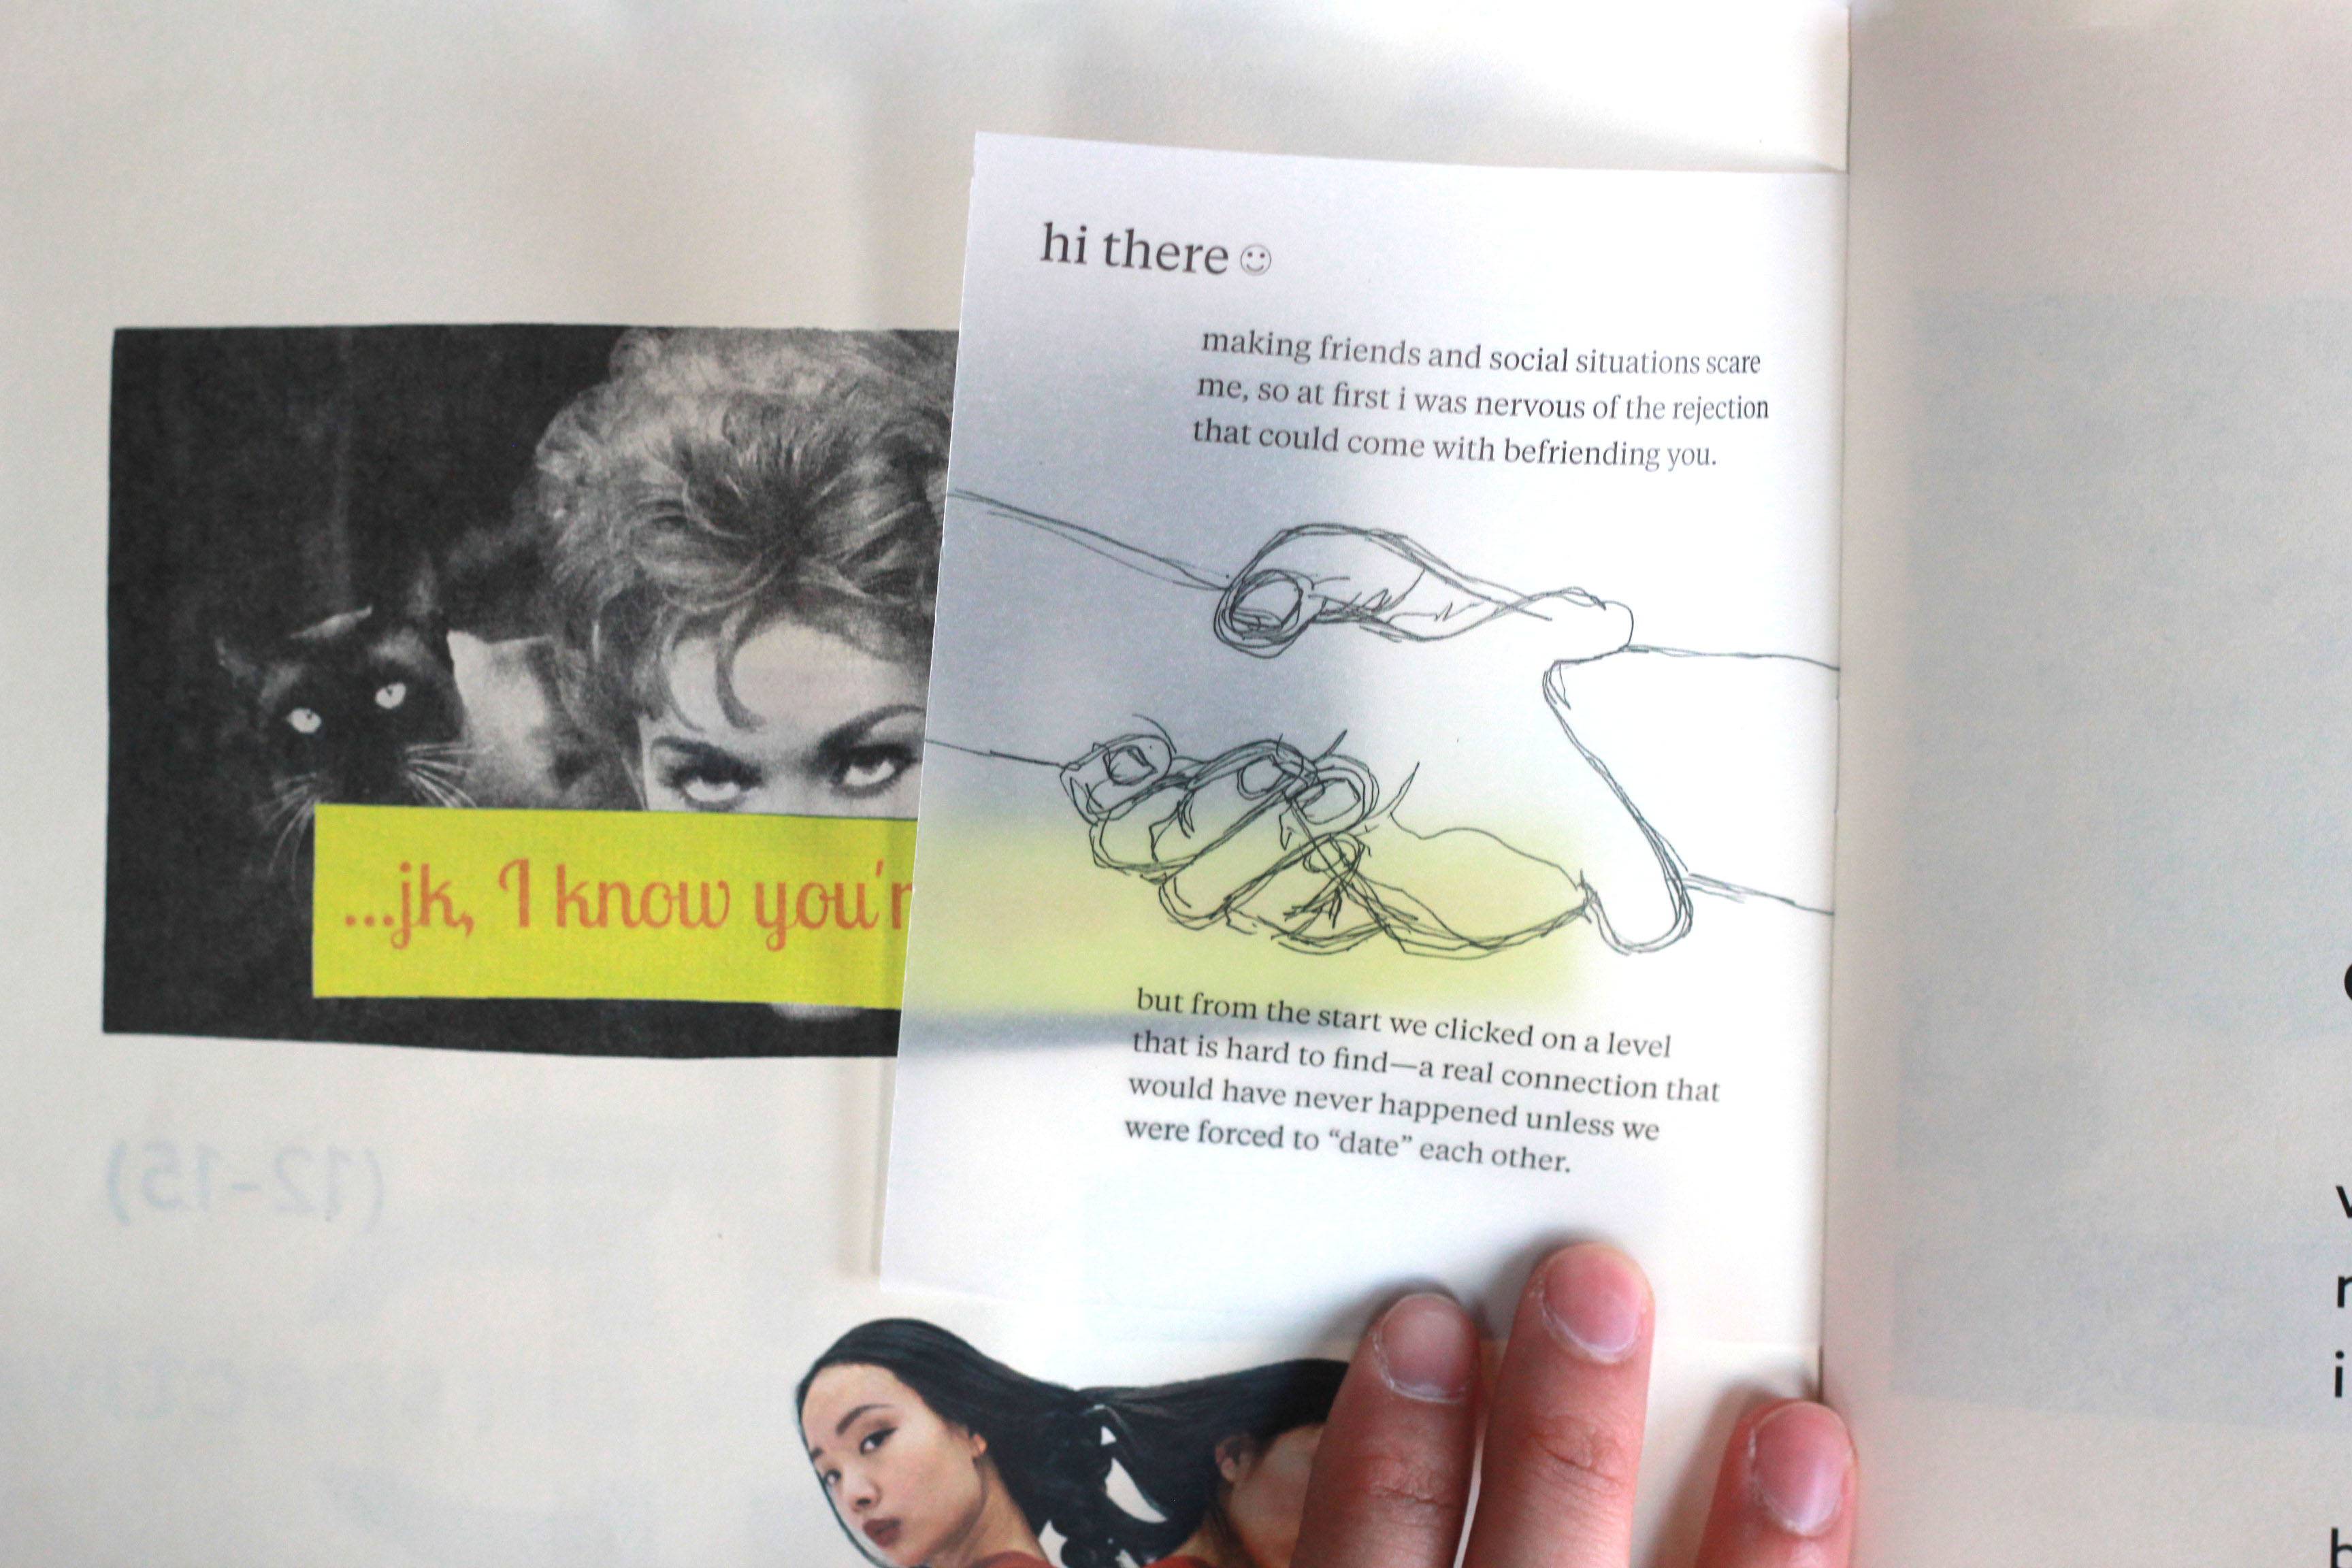 hi there ☺
making friends and social situations scare
me, so at first i was nervous of the rejection
that could come with befriending you.
...jk, I know you'r
but from the start we clicked on a level
that is hard to find—a real connection that
would have never happened unless we
were forced to “date” each other.
(12-15)